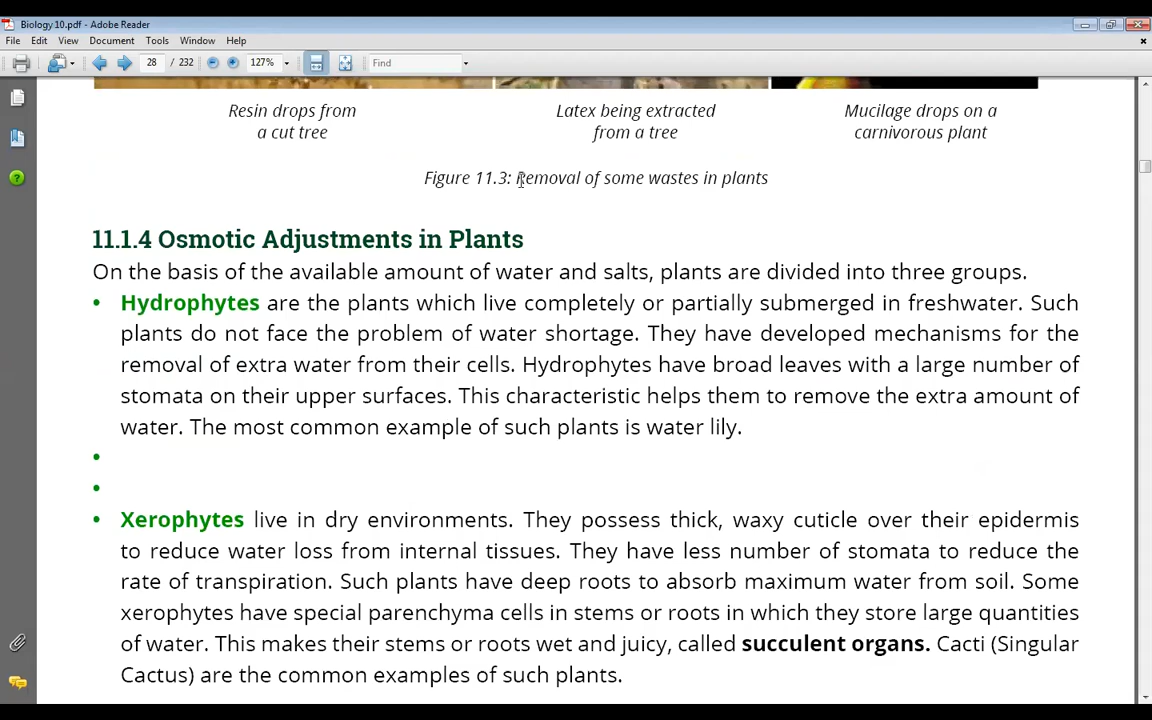 Biology 10.pdf - Adobe Reader
File Edit View Document Tools Window Help
28 / 232 127% Find
Resin drops from
a cut tree
Latex being extracted
from a tree
Mucilage drops on a
carnivorous plant
Figure 11.3: Removal of some wastes in plants
11.1.4 Osmotic Adjustments in Plants
On the basis of the available amount of water and salts, plants are divided into three groups.
• Hydrophytes are the plants which live completely or partially submerged in freshwater. Such
plants do not face the problem of water shortage. They have developed mechanisms for the
removal of extra water from their cells. Hydrophytes have broad leaves with a large number of
stomata on their upper surfaces. This characteristic helps them to remove the extra amount of
water. The most common example of such plants is water lily.
•
•
• Xerophytes live in dry environments. They possess thick, waxy cuticle over their epidermis
to reduce water loss from internal tissues. They have less number of stomata to reduce the
rate of transpiration. Such plants have deep roots to absorb maximum water from soil. Some
xerophytes have special parenchyma cells in stems or roots in which they store large quantities
of water. This makes their stems or roots wet and juicy, called succulent organs. Cacti (Singular
Cactus) are the common examples of such plants.